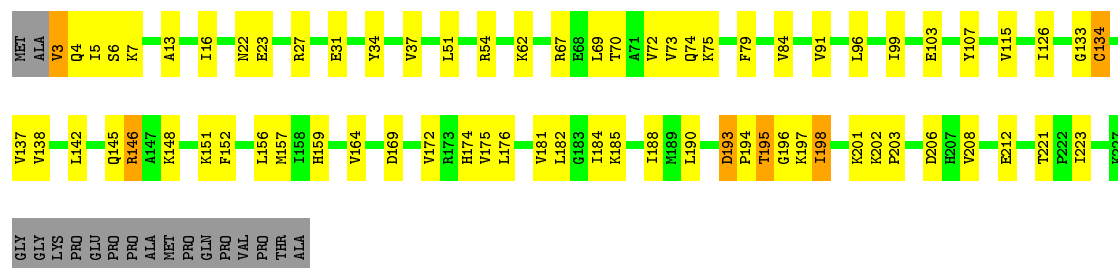 MET ALA V3 Q4 I5 S6 K7 A13 I16 N22 E23 R27 E31 Y34 V37 L51 R54 K62 R67 E68 L69 T70 A71 V72 V73 Q74 K75 F79 V84 V91 L96 I99 E103 Y107 V115 I126 G133 C134
V137 V138 L142 Q145 R146 A147 K148 K151 F152 L156 M157 I158 H159 V164 D169 V172 R173 H174 V175 L176 V181 L182 G183 I184 K185 I188 M189 L190 D193 P194 T195 G196 K197 I198 K201 K202 P203 D206 H207 V208 E212 T221 P222 I223 K227
GLY GLY LYS PRO GLU PRO PRO ALA MET PRO GLN PRO VAL PRO THR ALA